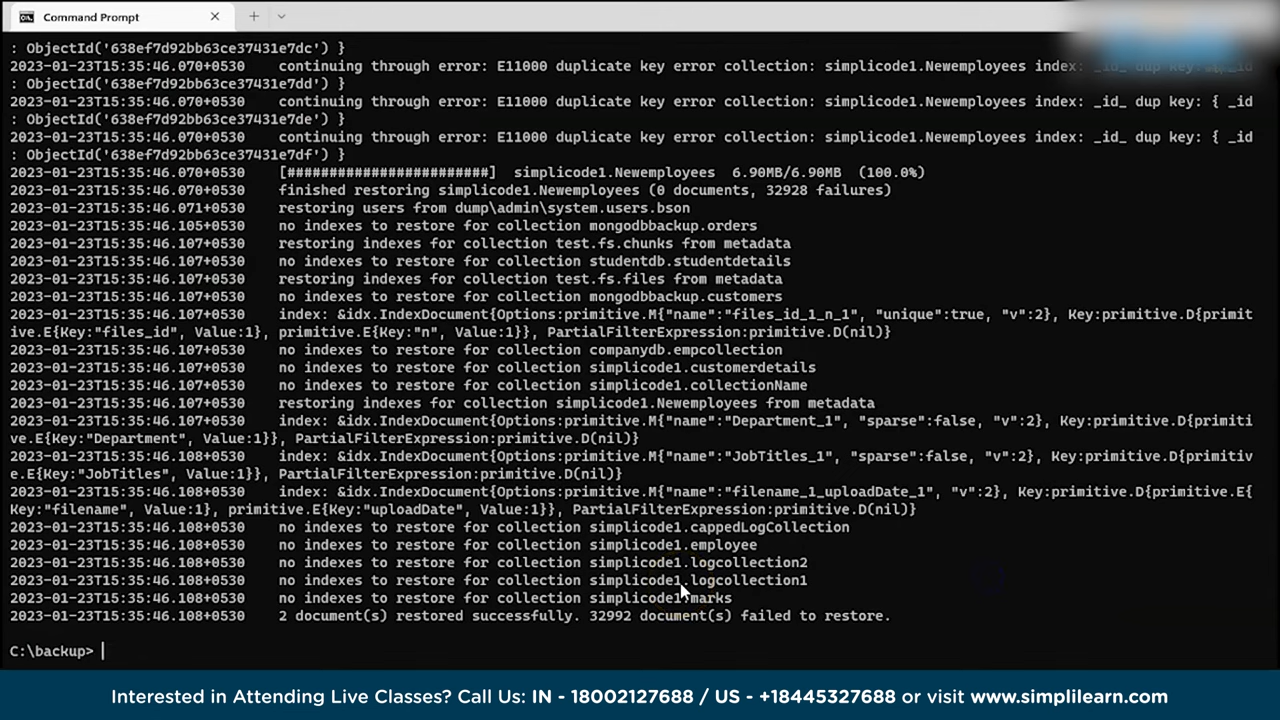 Command Prompt
: ObjectId('638ef7d92bb63ce37431e7dc') }
2023-01-23T15:35:46.070+0530 continuing through error: E11000 duplicate key error collection: simplicode1.Newemployees index: _id_ dup key: { _id
: ObjectId('638ef7d92bb63ce37431e7dd') }
2023-01-23T15:35:46.070+0530 continuing through error: E11000 duplicate key error collection: simplicode1.Newemployees index: _id_ dup key: { _id
: ObjectId('638ef7d92bb63ce37431e7de') }
2023-01-23T15:35:46.070+0530 continuing through error: E11000 duplicate key error collection: simplicode1.Newemployees index: _id_ dup key: { _id
: ObjectId('638ef7d92bb63ce37431e7df') }
2023-01-23T15:35:46.070+0530 [########################] simplicode1.Newemployees 6.90MB/6.90MB (100.0%)
2023-01-23T15:35:46.070+0530 finished restoring simplicode1.Newemployees (0 documents, 32928 failures)
2023-01-23T15:35:46.071+0530 restoring users from dump\admin\system.users.bson
2023-01-23T15:35:46.105+0530 no indexes to restore for collection mongodbbackup.orders
2023-01-23T15:35:46.107+0530 restoring indexes for collection test.fs.chunks from metadata
2023-01-23T15:35:46.107+0530 no indexes to restore for collection studentdb.studentdetails
2023-01-23T15:35:46.107+0530 restoring indexes for collection test.fs.files from metadata
2023-01-23T15:35:46.107+0530 no indexes to restore for collection mongodbbackup.customers
2023-01-23T15:35:46.107+0530 index: &idx.IndexDocument{Options:primitive.M{"name":"files_id_1_n_1", "unique":true, "v":2}, Key:primitive.D{primit
ive.E{Key:"files_id", Value:1}, primitive.E{Key:"n", Value:1}}, PartialFilterExpression:primitive.D(nil)}
2023-01-23T15:35:46.107+0530 no indexes to restore for collection companydb.empcollection
2023-01-23T15:35:46.107+0530 no indexes to restore for collection simplicode1.customerdetails
2023-01-23T15:35:46.107+0530 no indexes to restore for collection simplicode1.collectionName
2023-01-23T15:35:46.107+0530 restoring indexes for collection simplicode1.Newemployees from metadata
2023-01-23T15:35:46.107+0530 index: &idx.IndexDocument{Options:primitive.M{"name":"Department_1", "sparse":false, "v":2}, Key:primitive.D{primiti
ve.E{Key:"Department", Value:1}}, PartialFilterExpression:primitive.D(nil)}
2023-01-23T15:35:46.108+0530 index: &idx.IndexDocument{Options:primitive.M{"name":"JobTitles_1", "sparse":false, "v":2}, Key:primitive.D{primitiv
e.E{Key:"JobTitles", Value:1}}, PartialFilterExpression:primitive.D(nil)}
2023-01-23T15:35:46.108+0530 index: &idx.IndexDocument{Options:primitive.M{"name":"filename_1_uploadDate_1", "v":2}, Key:primitive.D{primitive.E{
Key:"filename", Value:1}, primitive.E{Key:"uploadDate", Value:1}}, PartialFilterExpression:primitive.D(nil)}
2023-01-23T15:35:46.108+0530 no indexes to restore for collection simplicode1.cappedLogCollection
2023-01-23T15:35:46.108+0530 no indexes to restore for collection simplicode1.employee
2023-01-23T15:35:46.108+0530 no indexes to restore for collection simplicode1.logcollection2
2023-01-23T15:35:46.108+0530 no indexes to restore for collection simplicode1.logcollection1
2023-01-23T15:35:46.108+0530 no indexes to restore for collection simplicode1.marks
2023-01-23T15:35:46.108+0530 2 document(s) restored successfully. 32992 document(s) failed to restore.
C:\backup>
Interested in Attending Live Classes? Call Us: IN - 18002127688 / US - +18445327688 or visit www.simplilearn.com